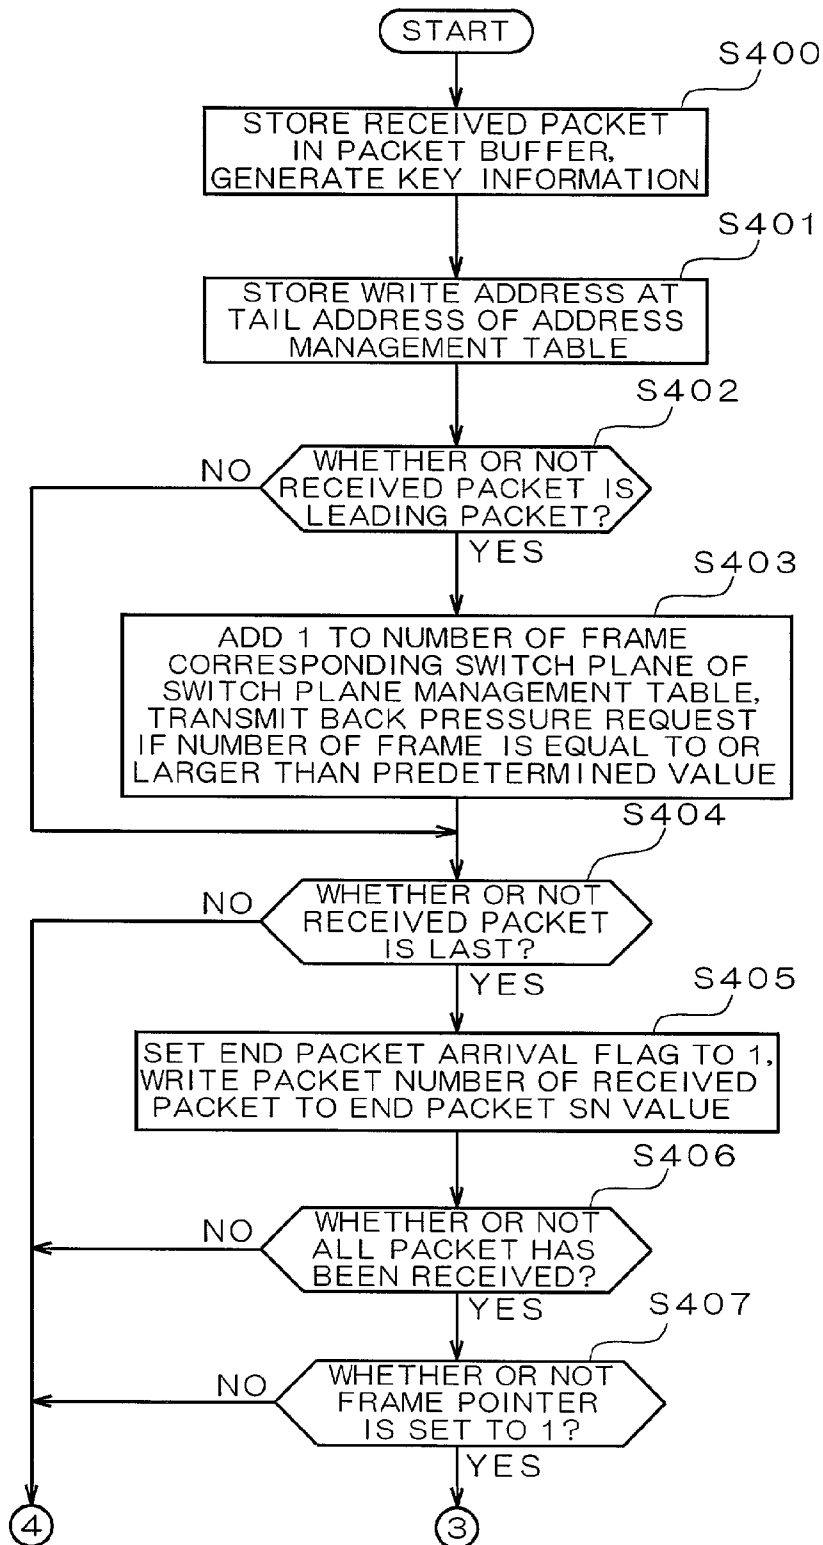 START
S400
STORE RECEIVED PACKET
IN PACKET BUFFER,
GENERATE KEY INFORMATION
S401
STORE WRITE ADDRESS AT
TAIL ADDRESS OF ADDRESS
MANAGEMENT TABLE
S402
NO
WHETHER OR NOT
RECEIVED PACKET IS
LEADING PACKET?
YES
S403
ADD 1 TO NUMBER OF FRAME
CORRESPONDING SWITCH PLANE OF
SWITCH PLANE MANAGEMENT TABLE,
TRANSMIT BACK PRESSURE REQUEST
IF NUMBER OF FRAME IS EQUAL TO OR
LARGER THAN PREDETERMINED VALUE
S404
NO
WHETHER OR NOT
RECEIVED PACKET
IS LAST?
YES
S405
SET END PACKET ARRIVAL FLAG TO 1,
WRITE PACKET NUMBER OF RECEIVED
PACKET TO END PACKET SN VALUE
S406
NO
WHETHER OR NOT
ALL PACKET HAS
BEEN RECEIVED?
YES
S407
NO
WHETHER OR NOT
FRAME POINTER
IS SET TO 1?
YES
4
3